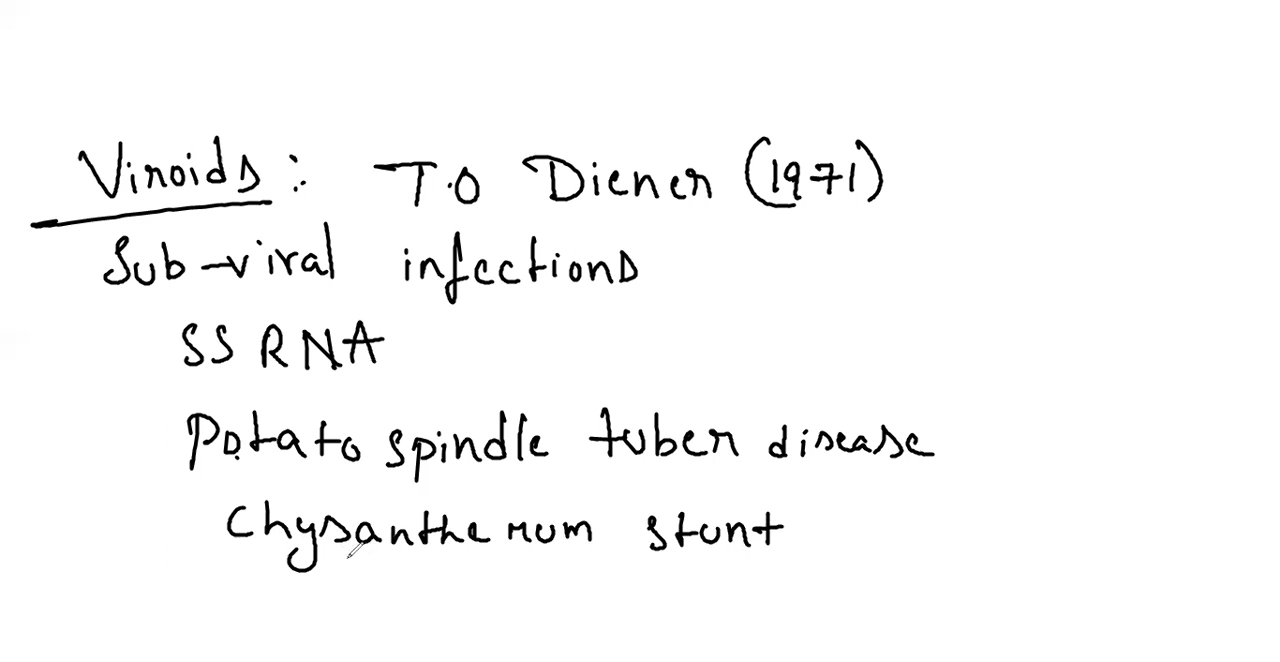 Viroids : T.O Diener (1971)
Sub-viral infections
SS RNA
Potato spindle tuber disease
Chysanthemum stunt